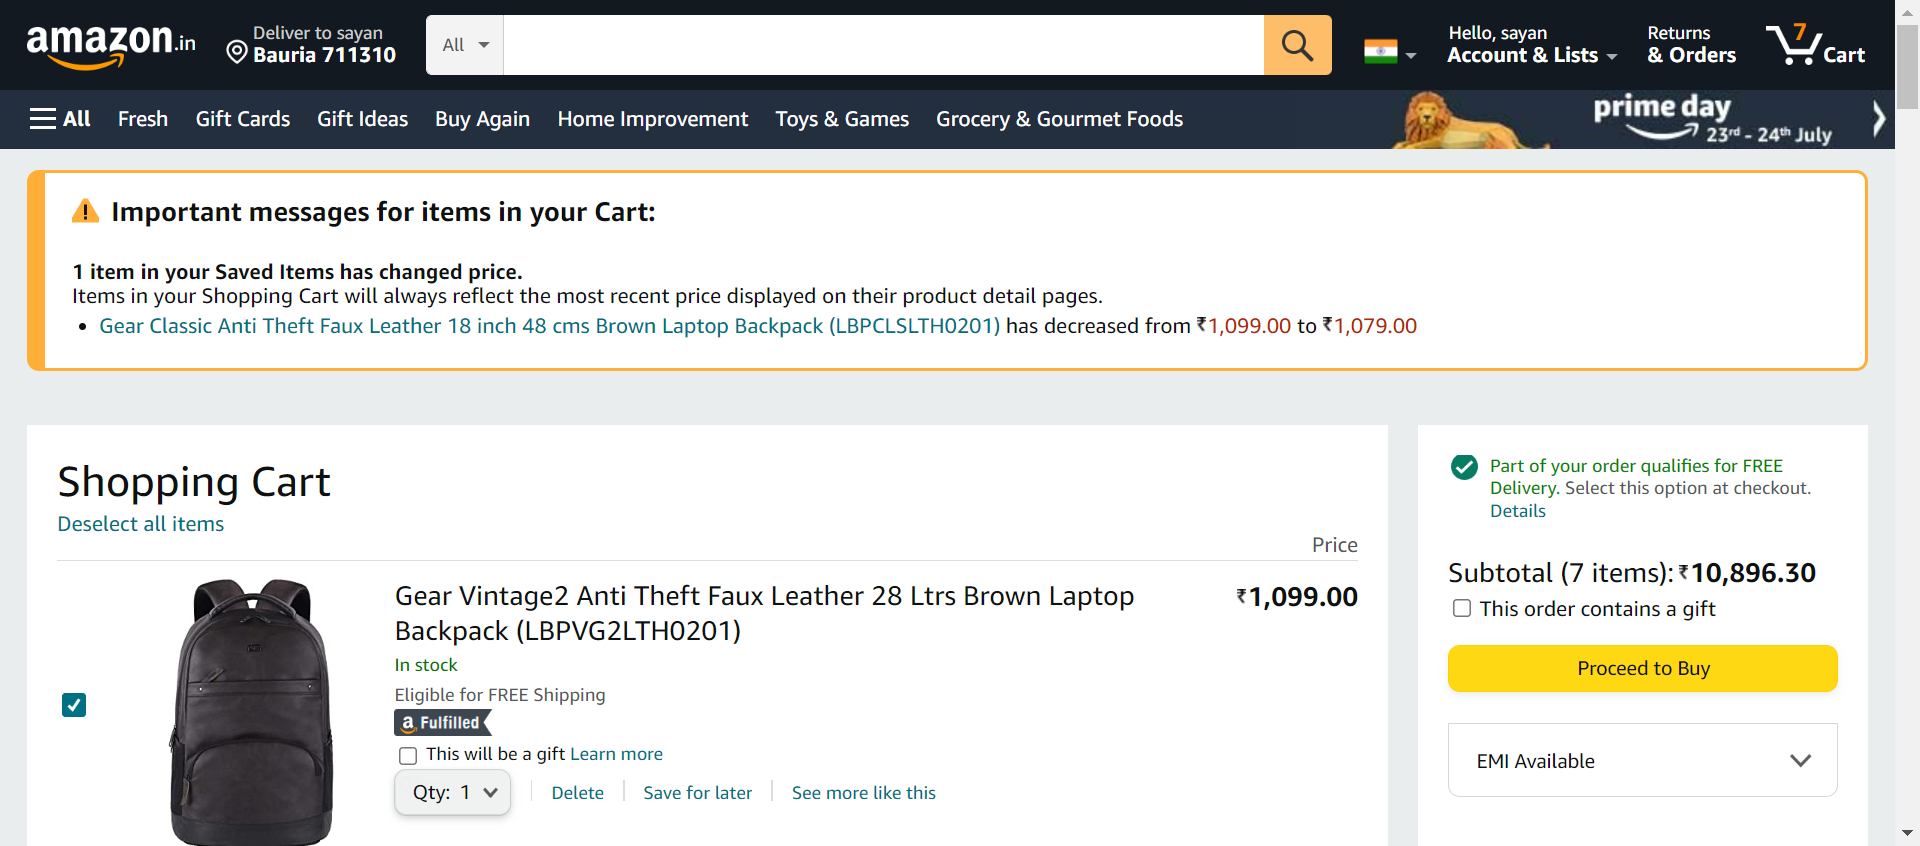 amazon.in
Deliver to sayan
Bauria 711310
All
Hello, sayan
Account & Lists
Returns
& Orders
7
Cart
All
Fresh
Gift Cards
Gift Ideas
Buy Again
Home Improvement
Toys & Games
Grocery & Gourmet Foods
prime day
23rd - 24th July
Important messages for items in your Cart:
1 item in your Saved Items has changed price.
Items in your Shopping Cart will always reflect the most recent price displayed on their product detail pages.
• Gear Classic Anti Theft Faux Leather 18 inch 48 cms Brown Laptop Backpack (LBPCLSLTH0201) has decreased from ₹1,099.00 to ₹1,079.00
Shopping Cart
Deselect all items
Price
Gear Vintage2 Anti Theft Faux Leather 28 Ltrs Brown Laptop
Backpack (LBPVG2LTH0201)
₹1,099.00
In stock
Eligible for FREE Shipping
a Fulfilled
This will be a gift Learn more
Qty: 1
Delete
Save for later
See more like this
Part of your order qualifies for FREE
Delivery. Select this option at checkout.
Details
Subtotal (7 items): ₹10,896.30
This order contains a gift
Proceed to Buy
EMI Available